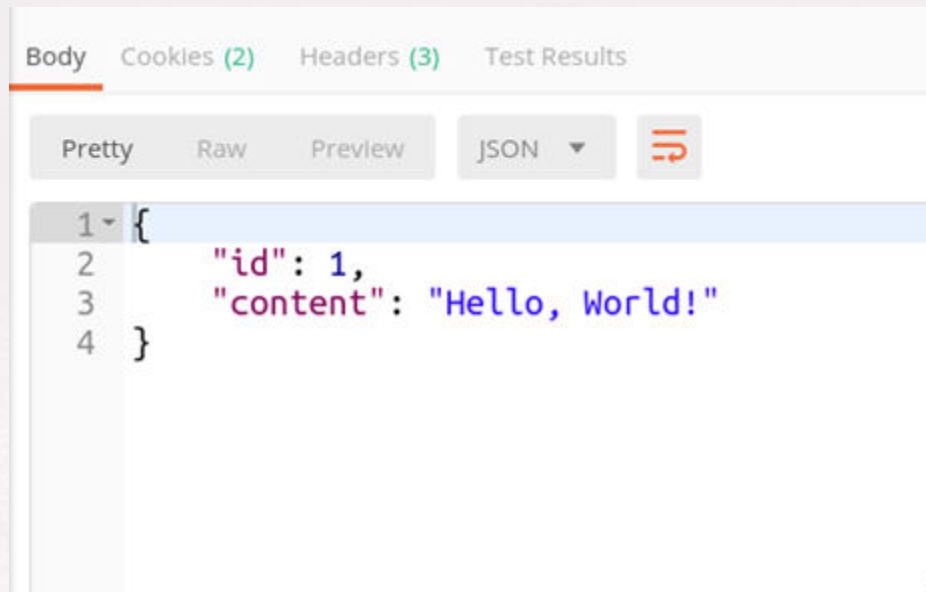 Body Cookies (2) Headers (3) Test Results
Pretty Raw Preview JSON
1 {
2 "id": 1,
3 "content": "Hello, World!"
4 }